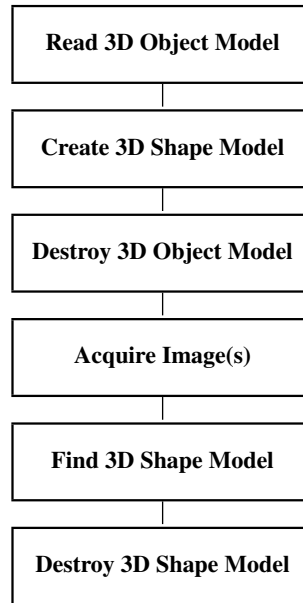 Read 3D Object Model
Create 3D Shape Model
Destroy 3D Object Model
Acquire Image(s)
Find 3D Shape Model
Destroy 3D Shape Model